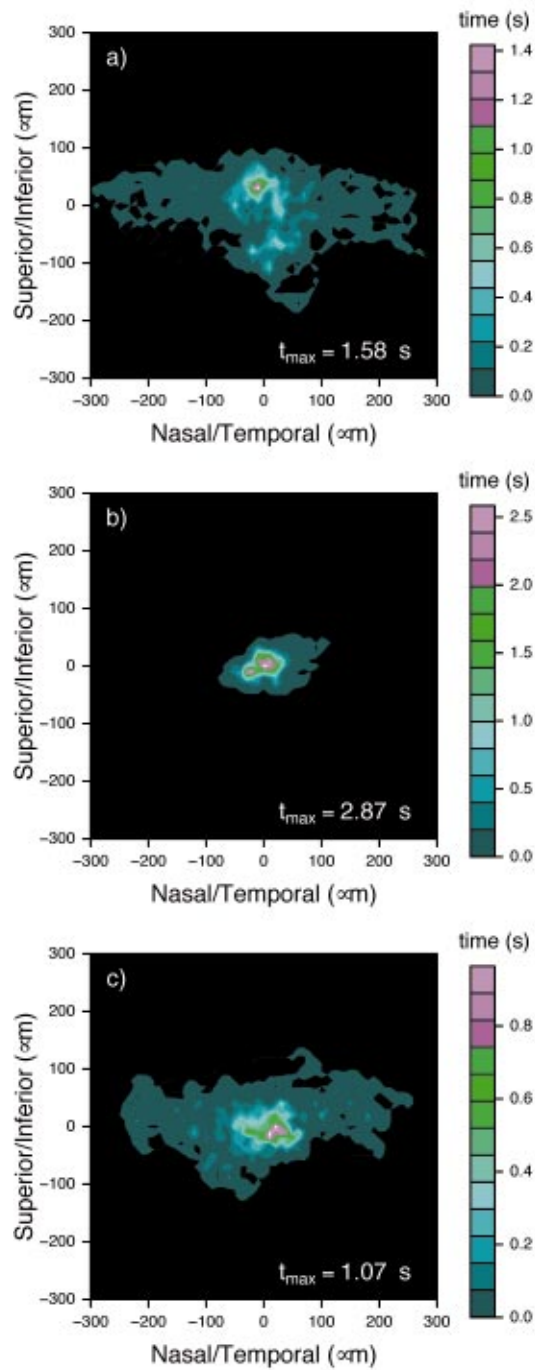 time (s)
a)
300
200
100
0
−100
−200
−300
Superior/Inferior (∝m)
t_max = 1.58 s
−300 −200 −100 0 100 200 300
Nasal/Temporal (∝m)
1.4
1.2
1.0
0.8
0.6
0.4
0.2
0.0
time (s)
b)
300
200
100
0
−100
−200
−300
Superior/Inferior (∝m)
t_max = 2.87 s
−300 −200 −100 0 100 200 300
Nasal/Temporal (∝m)
2.5
2.0
1.5
1.0
0.5
0.0
time (s)
c)
300
200
100
0
−100
−200
−300
Superior/Inferior (∝m)
t_max = 1.07 s
−300 −200 −100 0 100 200 300
Nasal/Temporal (∝m)
0.8
0.6
0.4
0.2
0.0